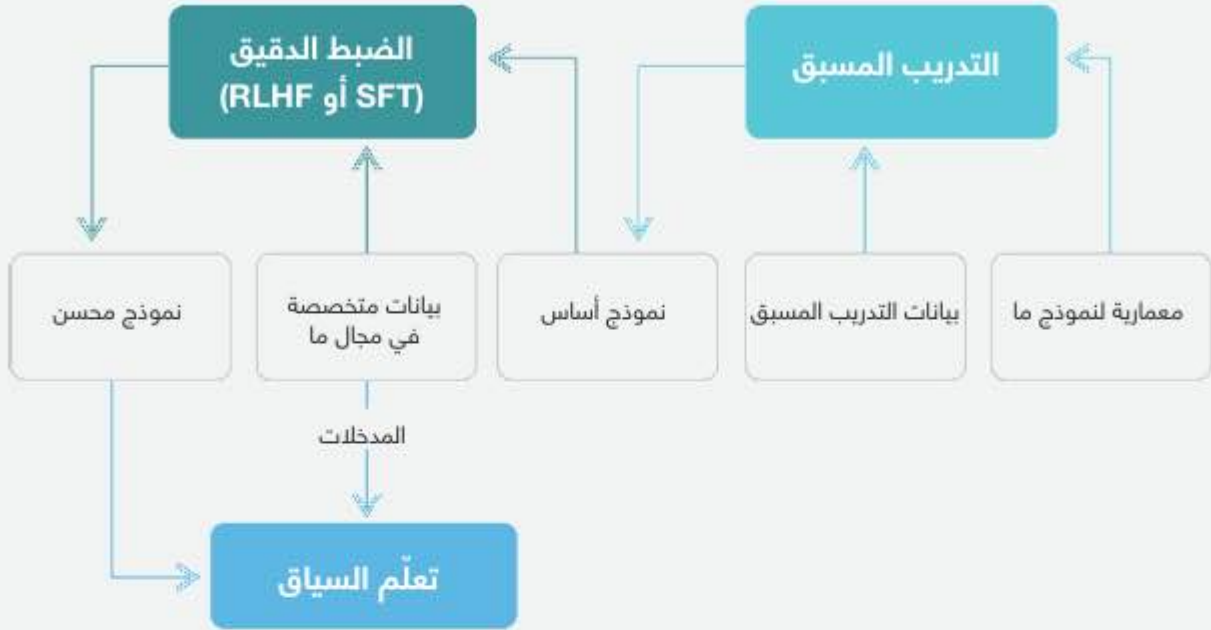 التدريب المسبق
الضبط الدقيق
(SFT أو RLHF)
معمارية لنموذج ما
بيانات التدريب المسبق
نموذج أساس
بيانات متخصصة
في مجال ما
نموذج محسن
المدخلات
تعلّم السياق